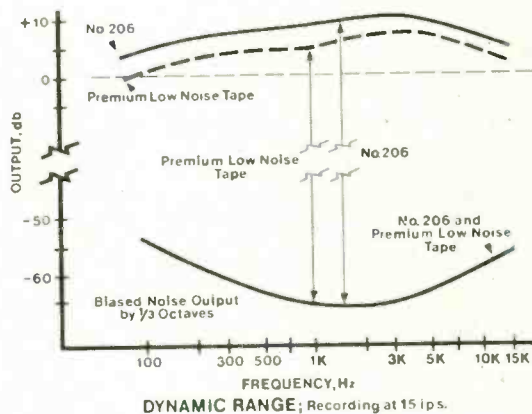 +10
No 206
0
Premium Low Noise Tape
OUTPUT, db
Premium Low Noise
Tape
No.206
-50
No. 206 and
Premium Low Noise
Tape
-60
Biased Noise Output
by 1/3 Octaves
100 300 500 1K 3K 5K 10K 15K
FREQUENCY, Hz
DYNAMIC RANGE; Recording at 15 ips.